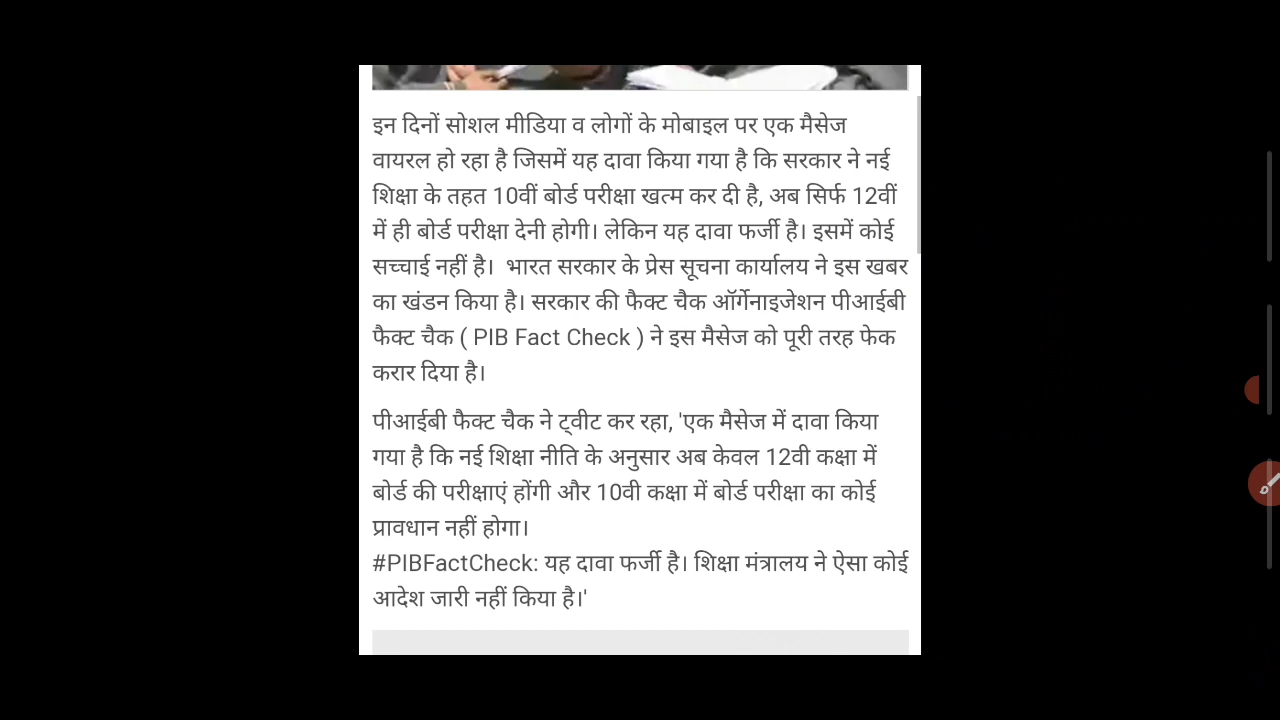 इन दिनों सोशल मीडिया व लोगों के मोबाइल पर एक मैसेज
वायरल हो रहा है जिसमें यह दावा किया गया है कि सरकार ने नई
शिक्षा के तहत 10वीं बोर्ड परीक्षा खत्म कर दी है, अब सिर्फ 12वीं
में ही बोर्ड परीक्षा देनी होगी। लेकिन यह दावा फर्जी है। इसमें कोई
सच्चाई नहीं है।  भारत सरकार के प्रेस सूचना कार्यालय ने इस खबर
का खंडन किया है। सरकार की फैक्ट चैक ऑर्गेनाइजेशन पीआईबी
फैक्ट चैक ( PIB Fact Check ) ने इस मैसेज को पूरी तरह फेक
करार दिया है।
पीआईबी फैक्ट चैक ने ट्वीट कर रहा, 'एक मैसेज में दावा किया
गया है कि नई शिक्षा नीति के अनुसार अब केवल 12वी कक्षा में
बोर्ड की परीक्षाएं होंगी और 10वी कक्षा में बोर्ड परीक्षा का कोई
प्रावधान नहीं होगा।
#PIBFactCheck: यह दावा फर्जी है। शिक्षा मंत्रालय ने ऐसा कोई
आदेश जारी नहीं किया है।'